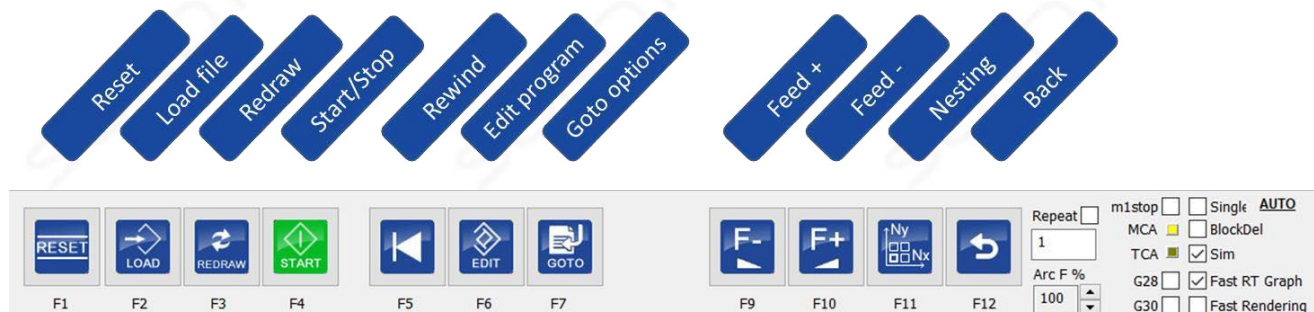 Reset
Load file
Redraw
Start/Stop
Rewind
Edit program
Goto options
Feed +
Feed -
Nesting
Back
RESET
LOAD
REDRAW
START
EDIT
GOTO
F-
F+
Ny
Nx
F1
F2
F3
F4
F5
F6
F7
F9
F10
F11
F12
Repeat
1
Arc F %
100
m1stop Single AUTO
MCA BlockDel
TCA Sim
G28 Fast RT Graph
G30 Fast Rendering